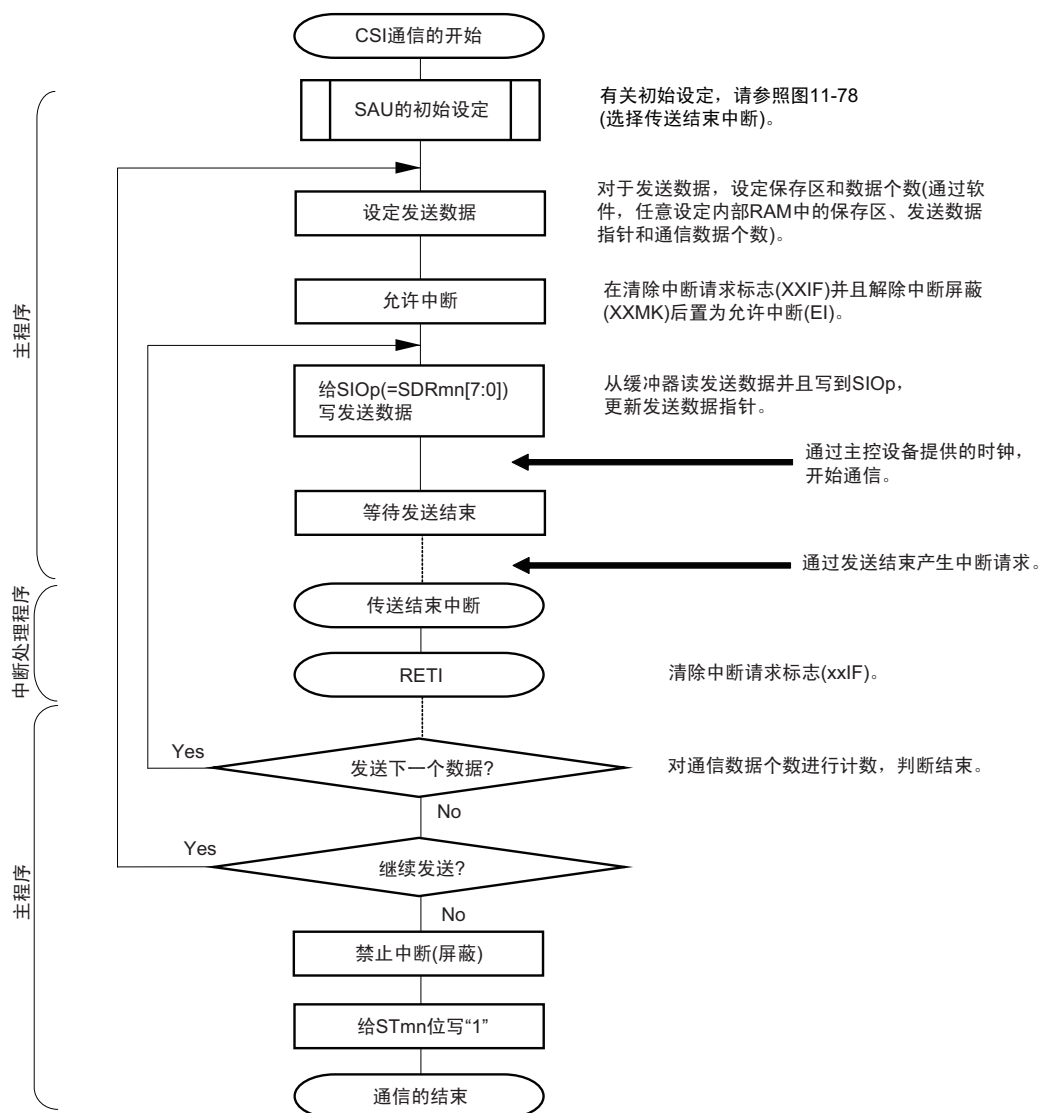 CSI通信的开始
SAU的初始设定
有关初始设定，请参照图11-78
(选择传送结束中断)。
设定发送数据
对于发送数据，设定保存区和数据个数(通过软
件，任意设定内部RAM中的保存区、发送数据
指针和通信数据个数)。
主程序
允许中断
在清除中断请求标志(XXIF)并且解除中断屏蔽
(XXMK)后置为允许中断(EI)。
给SIOp(=SDRmn[7:0])
写发送数据
从缓冲器读发送数据并且写到SIOp，
更新发送数据指针。
通过主控设备提供的时钟，
开始通信。
等待发送结束
通过发送结束产生中断请求。
中断处理程序
传送结束中断
RETI
清除中断请求标志(xxIF)。
Yes
发送下一个数据?
对通信数据个数进行计数，判断结束。
No
Yes
继续发送?
主程序
No
禁止中断(屏蔽)
给STmn位写“1”
通信的结束